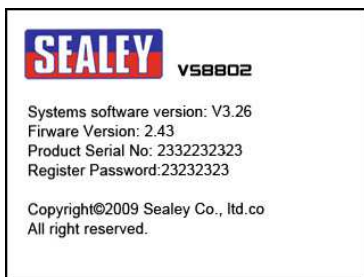 SEALEY VS8802
Systems software version: V3.26
Firware Version: 2.43
Product Serial No: 2332232323
Register Password:23232323
Copyright©2009 Sealey Co., ltd.co
All right reserved.